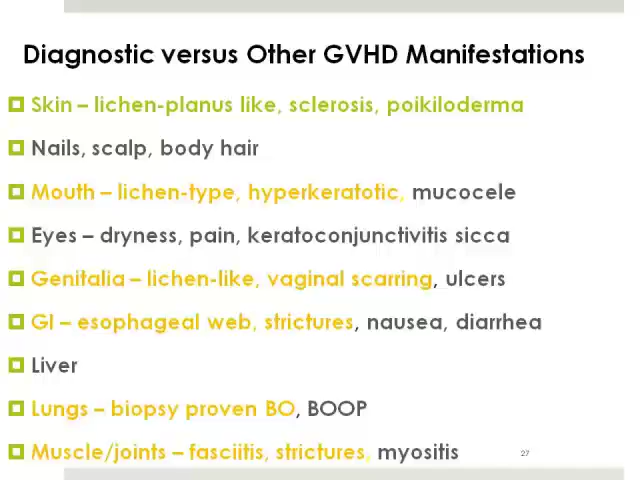 Diagnostic versus Other GVHD Manifestations
Skin – lichen-planus like, sclerosis, poikiloderma
Nails, scalp, body hair
Mouth – lichen-type, hyperkeratotic, mucocele
Eyes – dryness, pain, keratoconjunctivitis sicca
Genitalia – lichen-like, vaginal scarring, ulcers
GI – esophageal web, strictures, nausea, diarrhea
Liver
Lungs – biopsy proven BO, BOOP
Muscle/joints – fasciitis, strictures, myositis
27